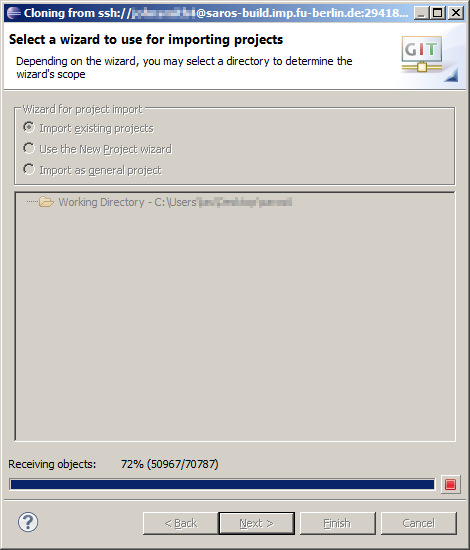 Cloning from ssh:// @saros-build.imp.fu-berlin.de:29418...
Select a wizard to use for importing projects
Depending on the wizard, you may select a directory to determine the
wizard's scope
GIT
Wizard for project import
Import existing projects
Use the New Project wizard
Import as general project
Working Directory - C:\Users\
Receiving objects: 72% (50967/70787)
?
< Back
Next >
Finish
Cancel